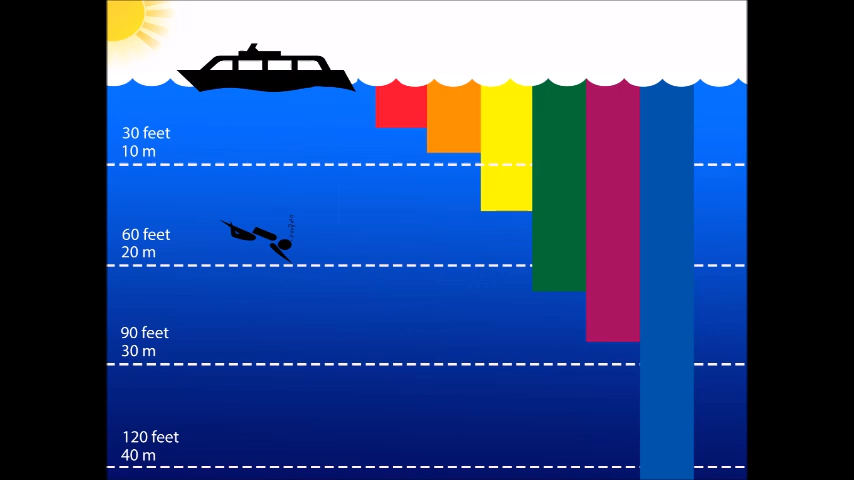 30 feet
10 m
60 feet
20 m
90 feet
30 m
120 feet
40 m